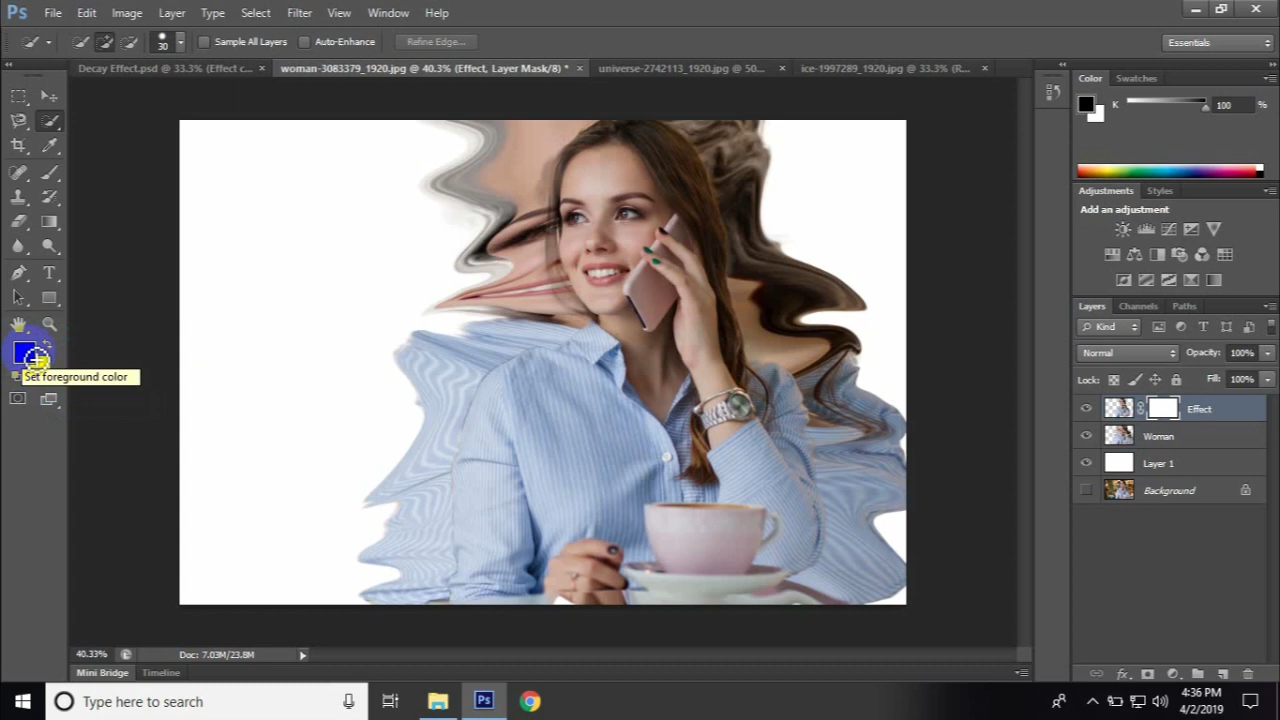 Ps File Edit Image Layer Type Select Filter View Window Help
30 Sample All Layers Auto-Enhance Refine Edge... Essentials
Decay Effect.psd @ 33.3% (Effect c... × woman-3083379_1920.jpg @ 40.3% (Effect, Layer Mask/8) * × universe-2742113_1920.jpg @ 50... × ice-1997289_1920.jpg @ 33.3% (R... ×
Color Swatches
K 100 %
Adjustments Styles
Add an adjustment
Layers Channels Paths
Kind
Normal Opacity: 100%
Lock: Fill: 100%
Effect
Woman
Layer 1
Background
Set foreground color
40.33% Doc: 7.03M/23.8M
Mini Bridge Timeline
Type here to search
4:36 PM
4/2/2019